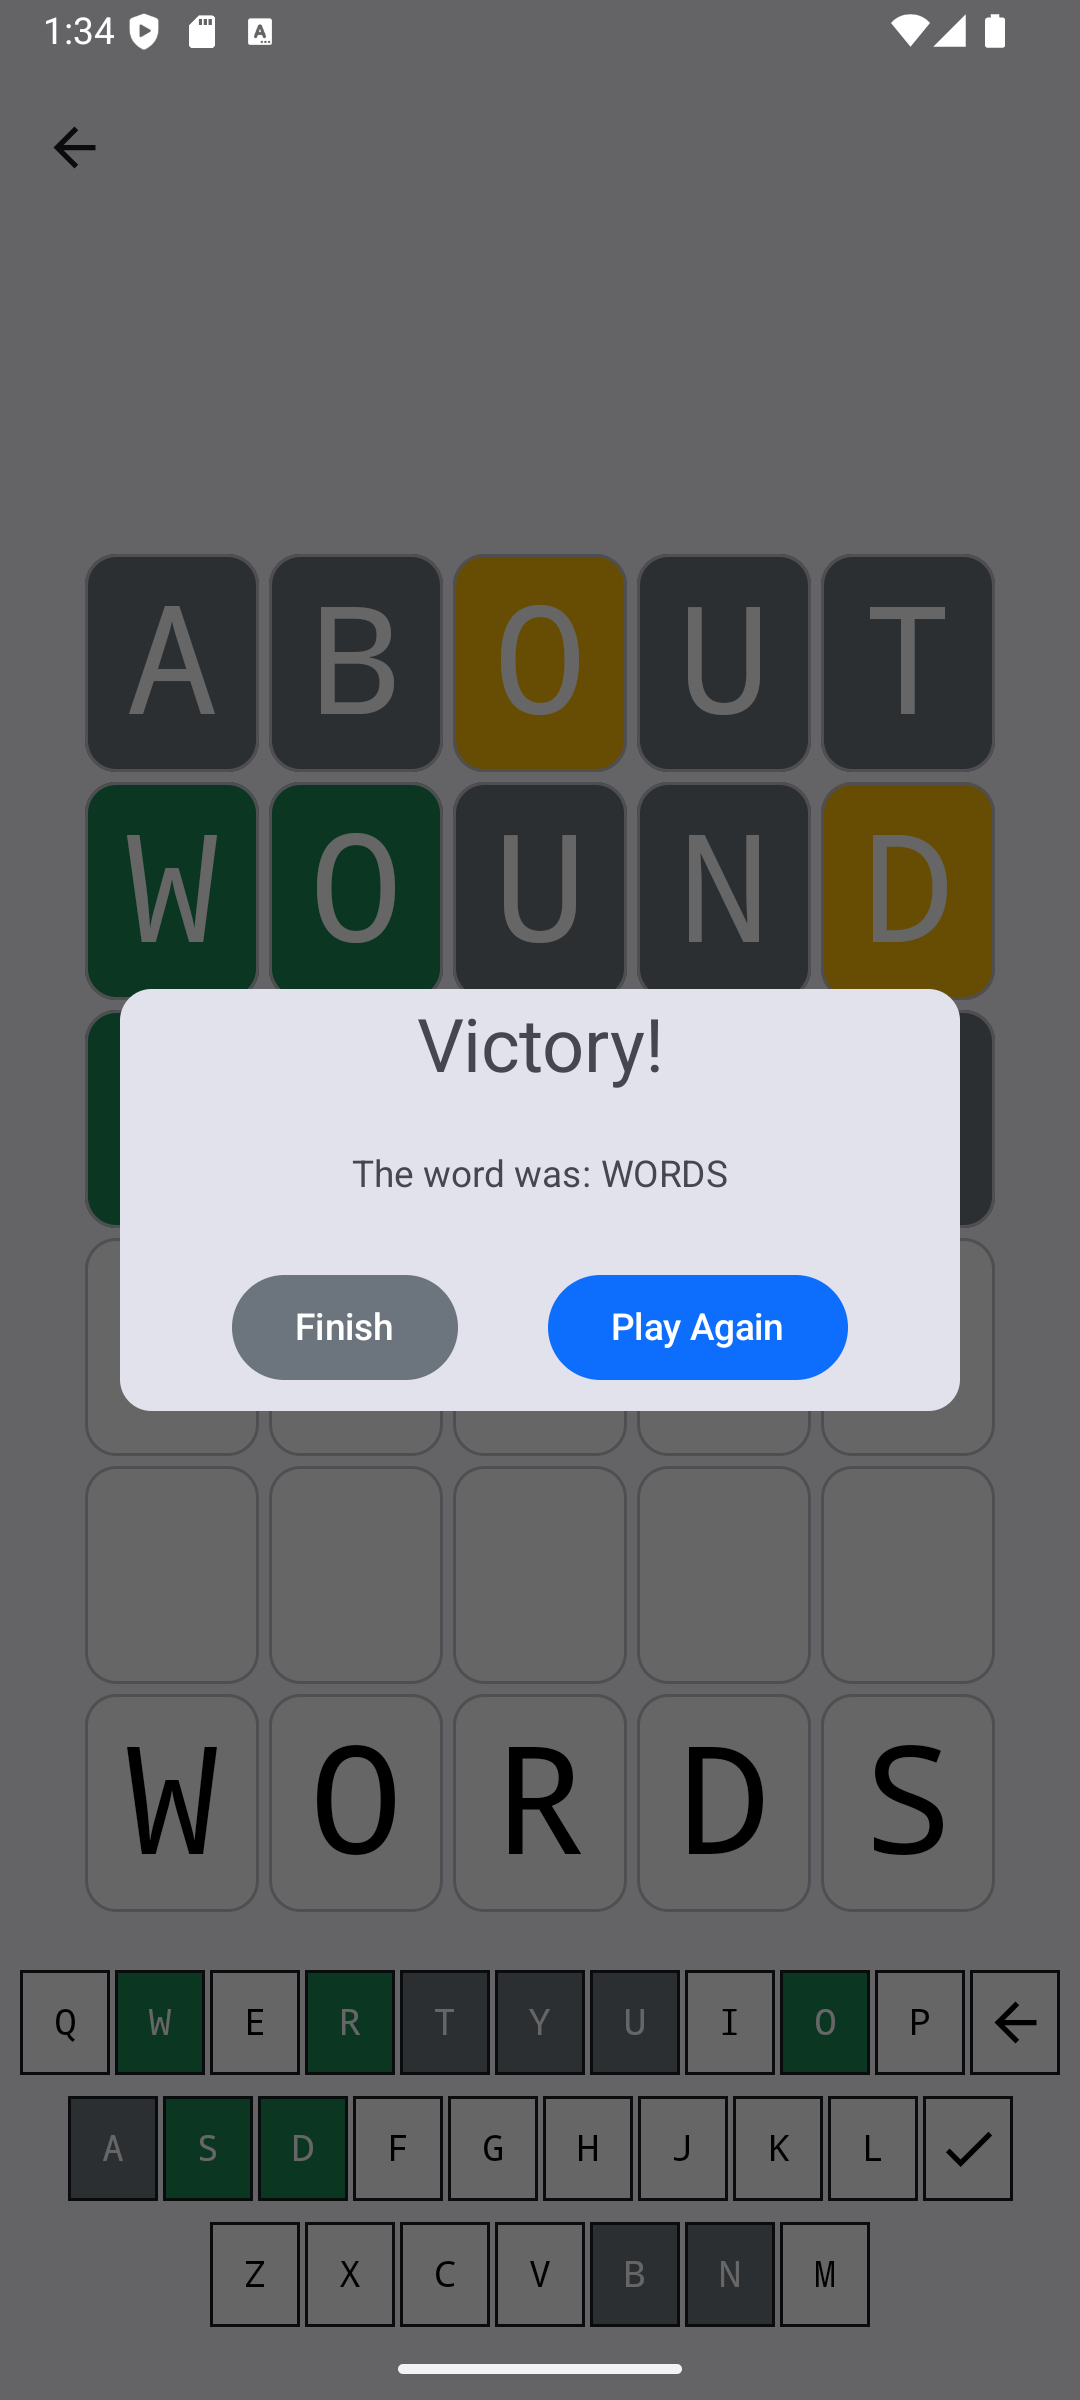 1:34
A B O U T
W O U N D
Victory!
The word was: WORDS
Finish Play Again
W O R D S
Q W E R T Y U I O P
A S D F G H J K L
Z X C V B N M